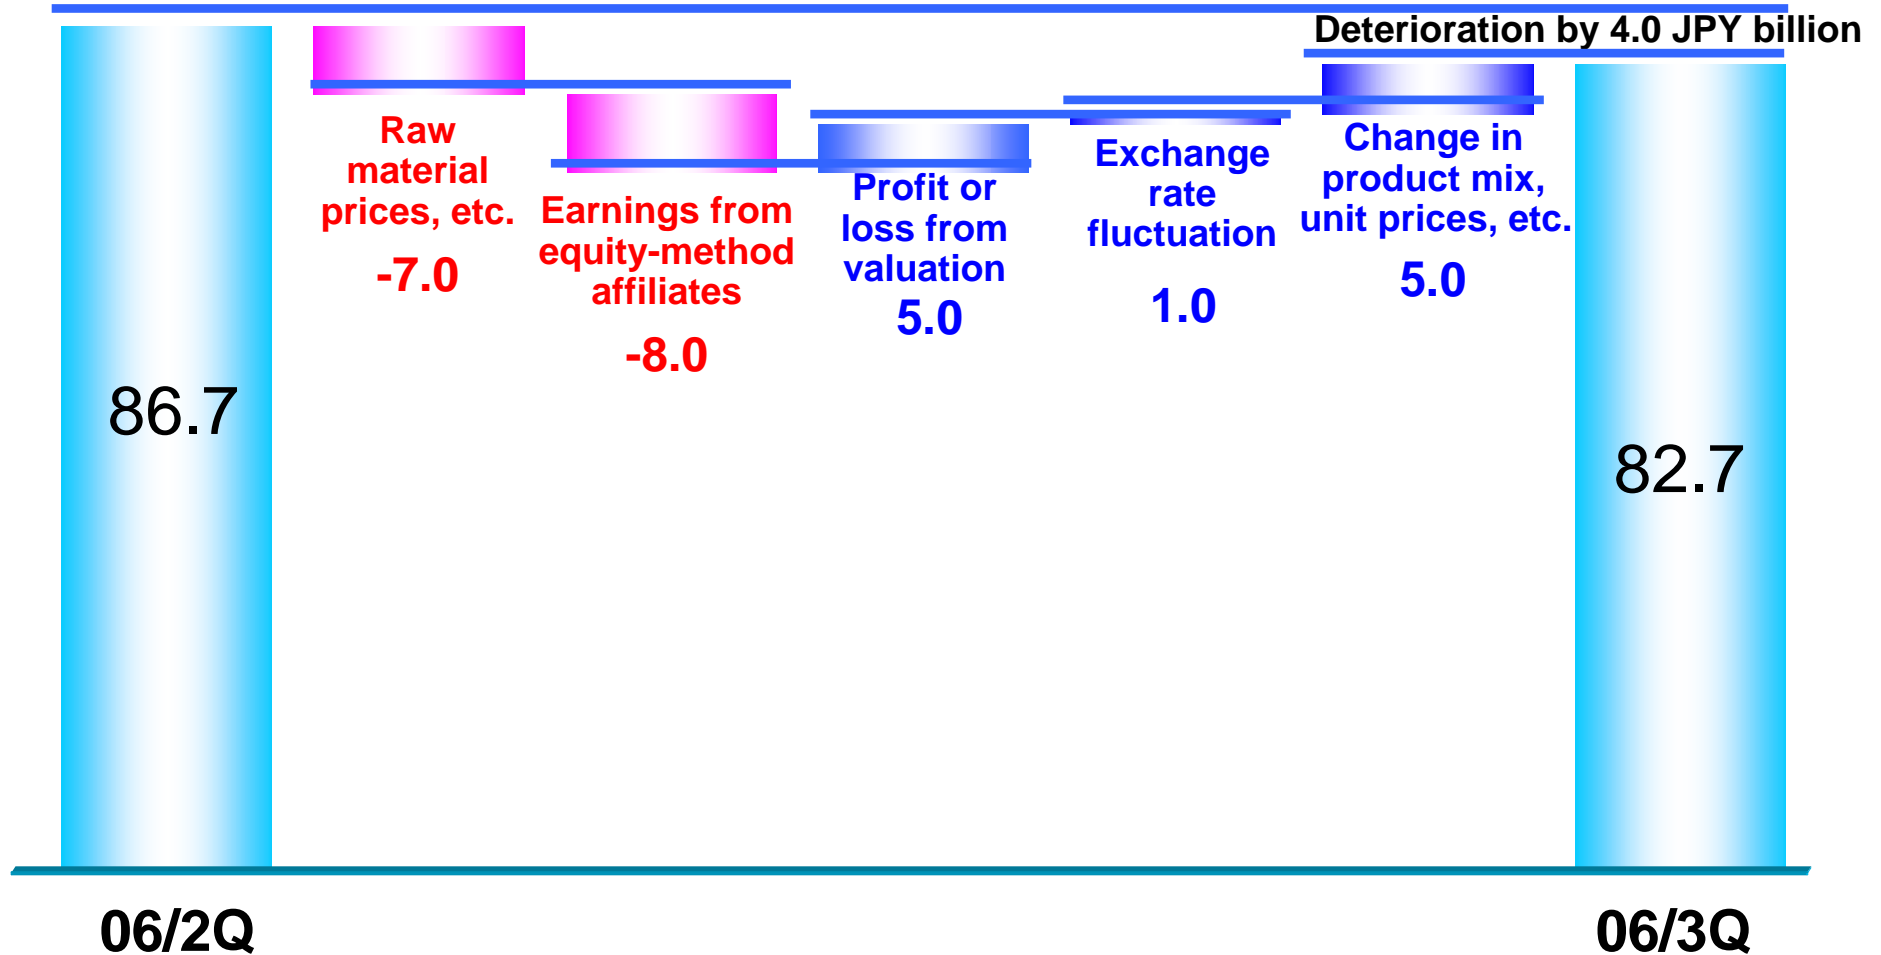 Deterioration by 4.0 JPY billion
Raw
material
prices, etc.
-7.0
Earnings from
equity-method
affiliates
-8.0
Profit or
loss from
valuation
5.0
Exchange
rate
fluctuation
1.0
Change in
product mix,
unit prices, etc.
5.0
86.7
82.7
06/2Q
06/3Q